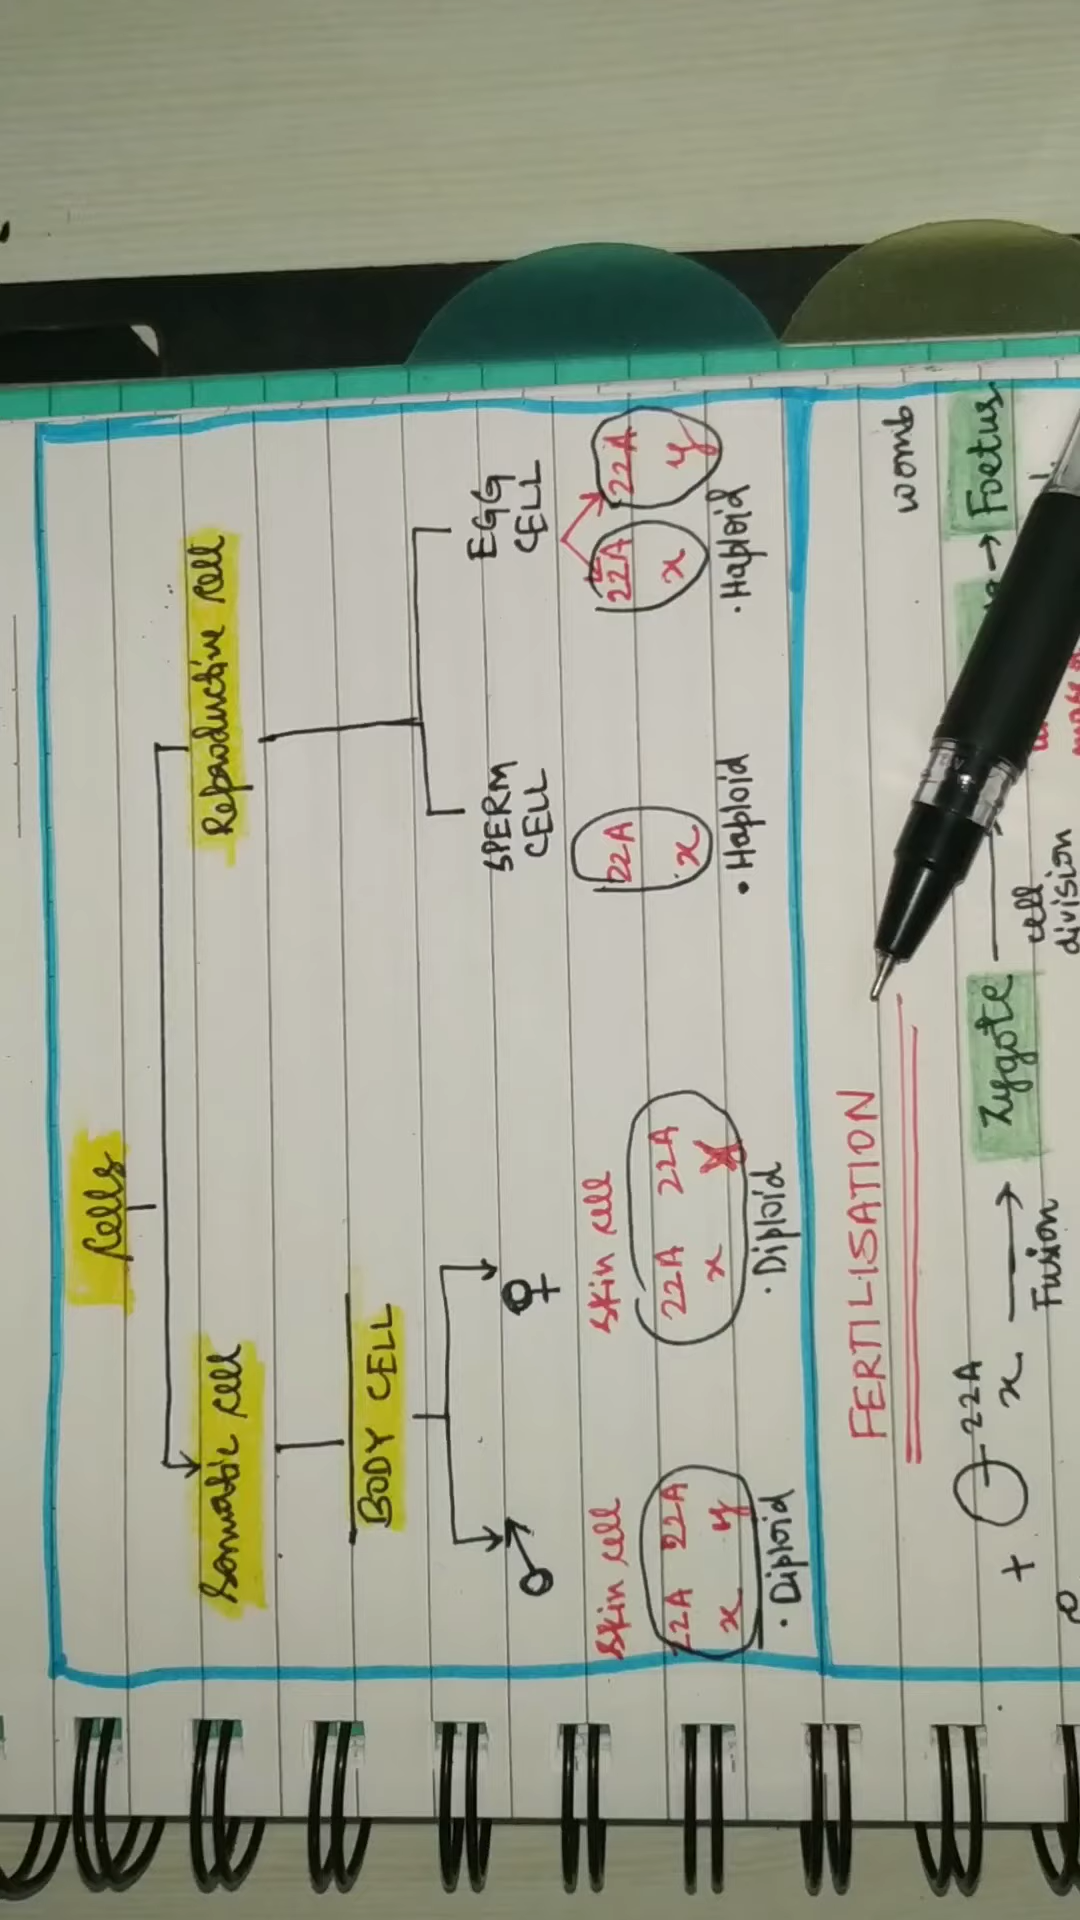 Cells
Somatic cell
Reproductive cell
BODY CELL
SPERM
CELL
EGG
CELL
Skin cell
22A 22A
x y
• Diploid
Skin cell
22A 22A
x
• Diploid
22A
x
• Haploid
22A
x
22A
y
• Haploid
FERTILISATION
womb
+
22A
x
Fusion
Zygote
cell
division
→ Foetus